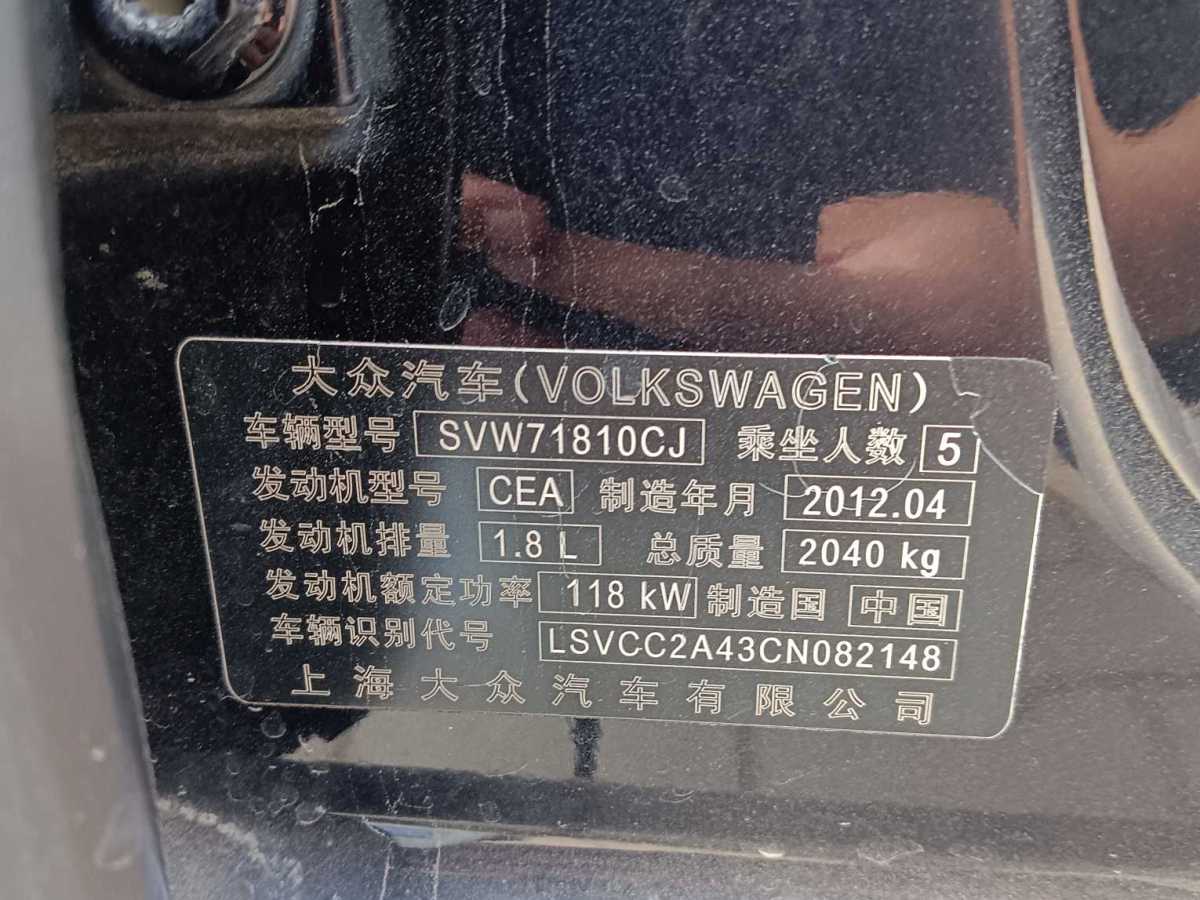 大众汽车(VOLKSWAGEN)
车辆型号 SVW71810CJ 乘坐人数 5
发动机型号 CEA 制造年月 2012.04
发动机排量 1.8 L 总质量 2040 kg
发动机额定功率 118 kW 制造国 中国
车辆识别代号 LSVCC2A43CN082148
上海大众汽车有限公司